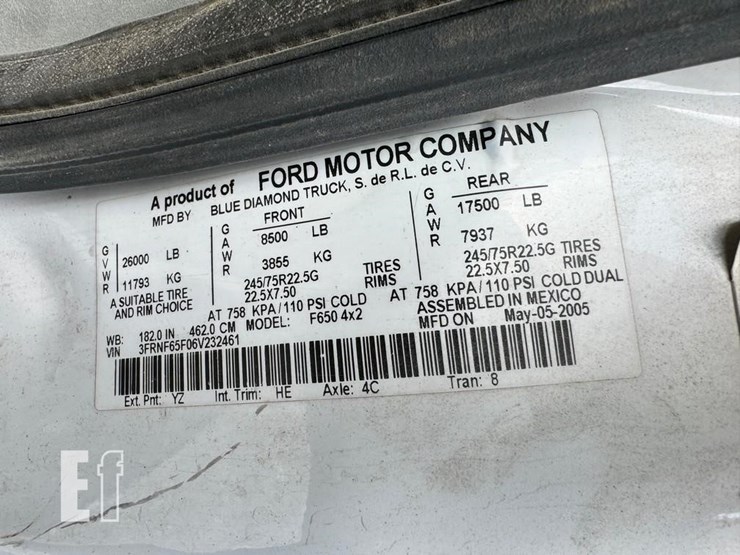 A product of FORD MOTOR COMPANY
MFD BY BLUE DIAMOND TRUCK, S. de R.L. de C.V.
GVWR
26000 LB
11793 KG
A SUITABLE TIRE
AND RIM CHOICE
GAWR
FRONT
8500 LB
3855 KG
245/75R22.5G TIRES
22.5X7.50 RIMS
AT 758 KPA/110 PSI COLD
GAWR
REAR
17500 LB
7937 KG
245/75R22.5G TIRES
22.5X7.50 RIMS
AT 758 KPA/110 PSI COLD DUAL
WB: 182.0 IN 462.0 CM MODEL: F650 4x2
ASSEMBLED IN MEXICO
VIN 3FRNF65F06V232461
MFD ON May-05-2005
Ext. Pnt: YZ Int. Trim: HE Axle: 4C Tran: 8
Ef